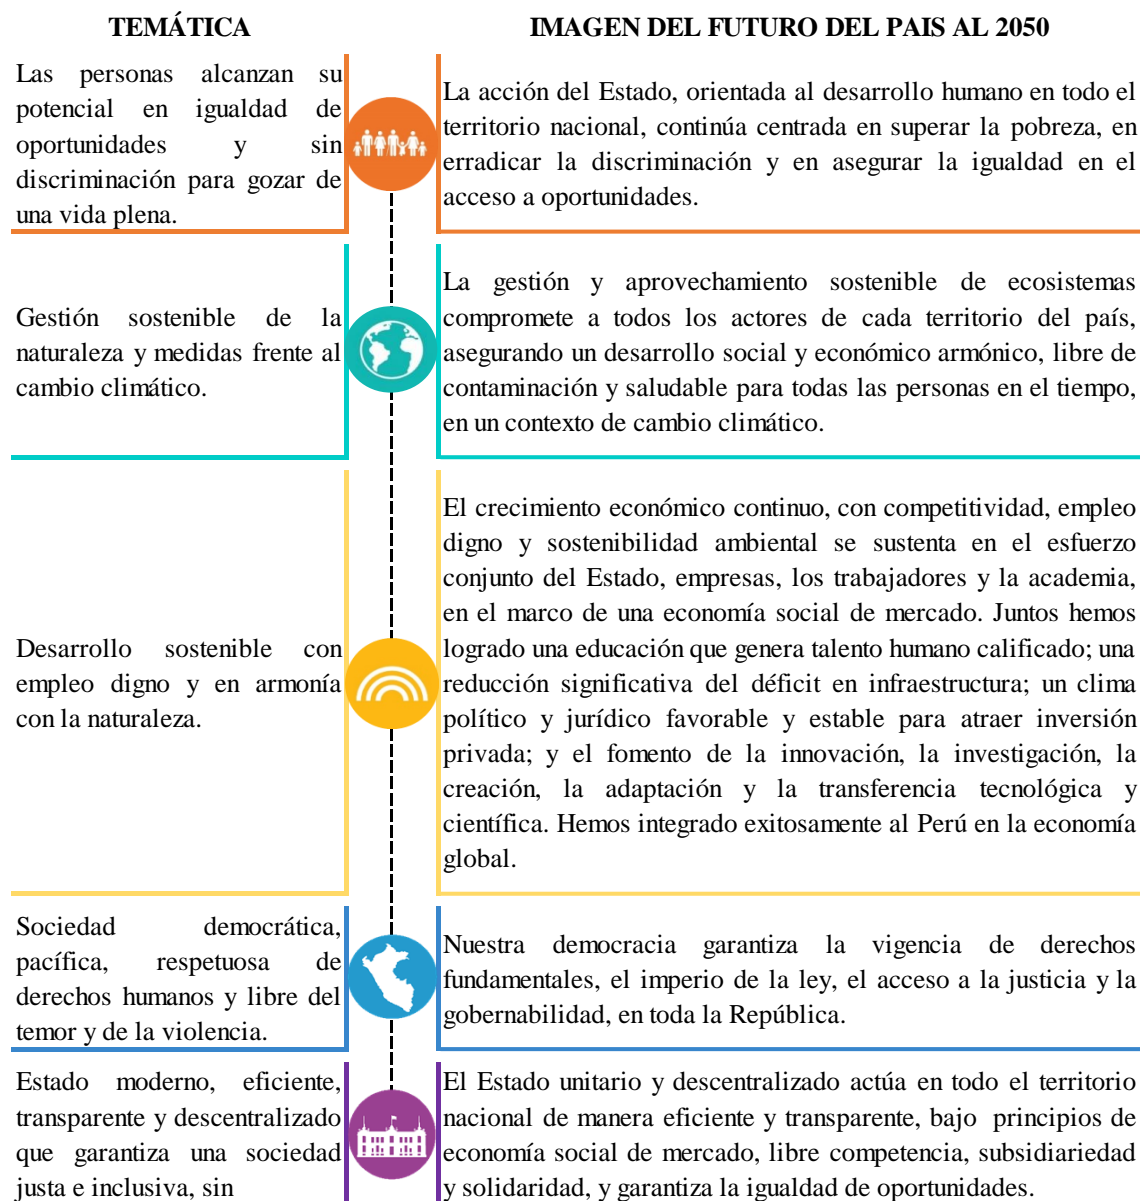 TEMÁTICA
IMAGEN DEL FUTURO DEL PAIS AL 2050
Las personas alcanzan su
potencial en igualdad de
oportunidades y sin
discriminación para gozar de
una vida plena.
La acción del Estado, orientada al desarrollo humano en todo el
territorio nacional, continúa centrada en superar la pobreza, en
erradicar la discriminación y en asegurar la igualdad en el
acceso a oportunidades.
Gestión sostenible de la
naturaleza y medidas frente al
cambio climático.
La gestión y aprovechamiento sostenible de ecosistemas
compromete a todos los actores de cada territorio del país,
asegurando un desarrollo social y económico armónico, libre de
contaminación y saludable para todas las personas en el tiempo,
en un contexto de cambio climático.
Desarrollo sostenible con
empleo digno y en armonía
con la naturaleza.
El crecimiento económico continuo, con competitividad, empleo
digno y sostenibilidad ambiental se sustenta en el esfuerzo
conjunto del Estado, empresas, los trabajadores y la academia,
en el marco de una economía social de mercado. Juntos hemos
logrado una educación que genera talento humano calificado; una
reducción significativa del déficit en infraestructura; un clima
político y jurídico favorable y estable para atraer inversión
privada; y el fomento de la innovación, la investigación, la
creación, la adaptación y la transferencia tecnológica y
científica. Hemos integrado exitosamente al Perú en la economía
global.
Sociedad democrática,
pacífica, respetuosa de
derechos humanos y libre del
temor y de la violencia.
Nuestra democracia garantiza la vigencia de derechos
fundamentales, el imperio de la ley, el acceso a la justicia y la
gobernabilidad, en toda la República.
Estado moderno, eficiente,
transparente y descentralizado
que garantiza una sociedad
justa e inclusiva, sin
El Estado unitario y descentralizado actúa en todo el territorio
nacional de manera eficiente y transparente, bajo principios de
economía social de mercado, libre competencia, subsidiariedad
y solidaridad, y garantiza la igualdad de oportunidades.